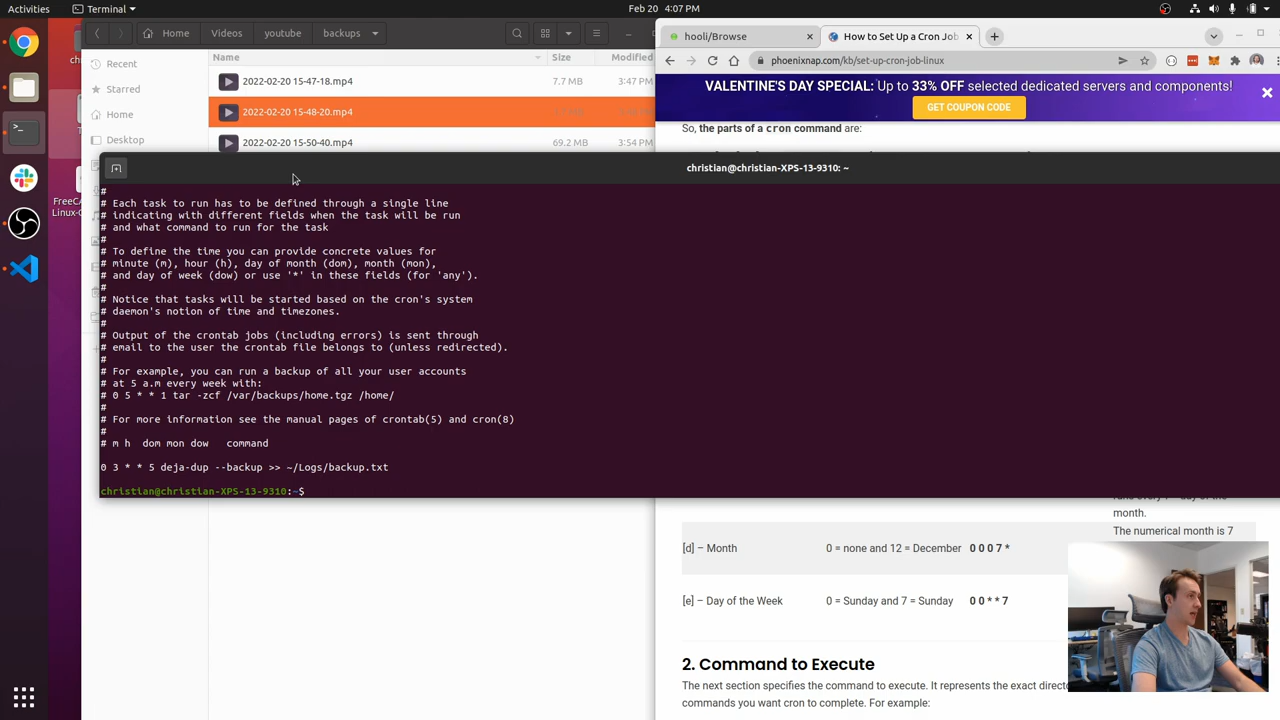 Activities
Terminal
Feb 20 4:07 PM
Home
Videos
youtube
backups
Name
Size
Modified
Recent
Starred
Home
Desktop
2022-02-20 15-47-18.mp4
7.7 MB
3:47 PM
2022-02-20 15-48-20.mp4
2022-02-20 15-50-40.mp4
69.2 MB
3:54 PM
hooli/Browse
How to Set Up a Cron Job
phoenixnap.com/kb/set-up-cron-job-linux
VALENTINE'S DAY SPECIAL: Up to 33% OFF selected dedicated servers and components!
GET COUPON CODE
So, the parts of a cron command are:
christian@christian-XPS-13-9310: ~
#
# Each task to run has to be defined through a single line
# indicating with different fields when the task will be run
# and what command to run for the task
#
# To define the time you can provide concrete values for
# minute (m), hour (h), day of month (dom), month (mon),
# and day of week (dow) or use '*' in these fields (for 'any').
#
# Notice that tasks will be started based on the cron's system
# daemon's notion of time and timezones.
#
# Output of the crontab jobs (including errors) is sent through
# email to the user the crontab file belongs to (unless redirected).
#
# For example, you can run a backup of all your user accounts
# at 5 a.m every week with:
# 0 5 * * 1 tar -zcf /var/backups/home.tgz /home/
#
# For more information see the manual pages of crontab(5) and cron(8)
#
# m h  dom mon dow   command
0 3 * * 5 deja-dup --backup >> ~/Logs/backup.txt
christian@christian-XPS-13-9310:~$
FreeCA
Linux-C
month.
The numerical month is 7
[d] – Month
0 = none and 12 = December
0 0 0 7 *
[e] – Day of the Week
0 = Sunday and 7 = Sunday
0 0 * * 7
2. Command to Execute
The next section specifies the command to execute. It represents the exact direct
commands you want cron to complete. For example: